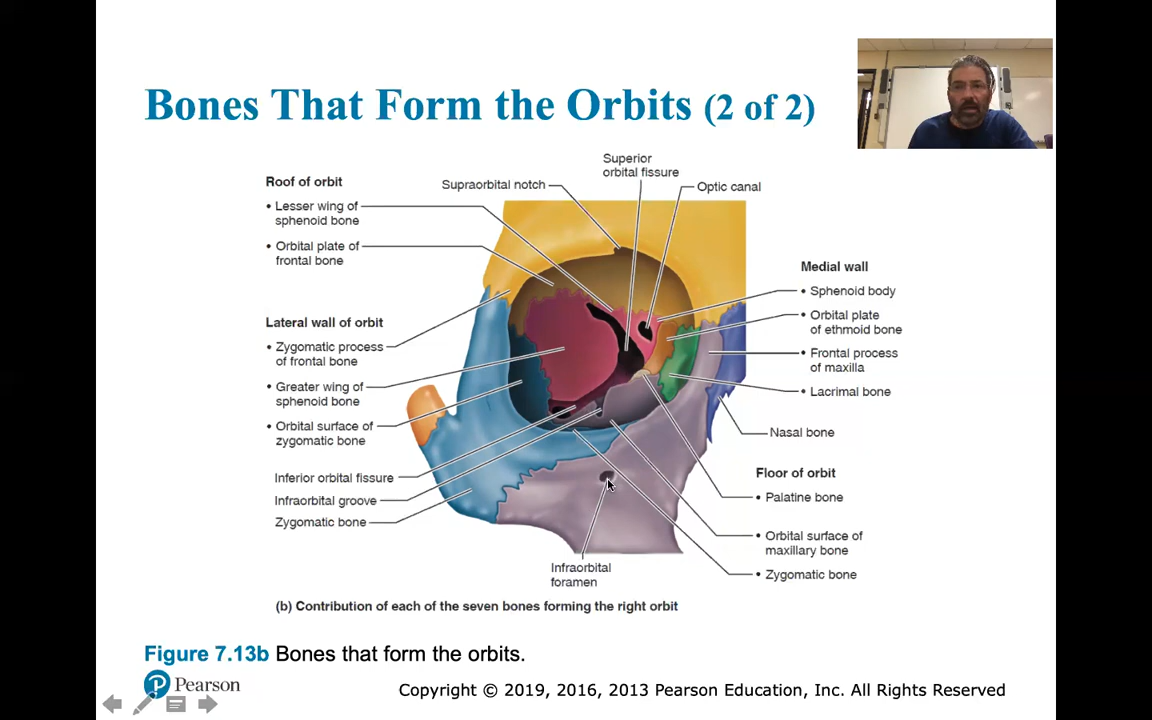 Bones That Form the Orbits (2 of 2)
Superior
orbital fissure
Roof of orbit
Supraorbital notch
Optic canal
• Lesser wing of
sphenoid bone
• Orbital plate of
frontal bone
Medial wall
• Sphenoid body
• Orbital plate
of ethmoid bone
Lateral wall of orbit
• Zygomatic process
of frontal bone
• Frontal process
of maxilla
• Greater wing of
sphenoid bone
• Lacrimal bone
• Orbital surface of
zygomatic bone
Nasal bone
Inferior orbital fissure
Floor of orbit
Infraorbital groove
• Palatine bone
Zygomatic bone
• Orbital surface of
maxillary bone
Infraorbital
foramen
• Zygomatic bone
(b) Contribution of each of the seven bones forming the right orbit
Figure 7.13b Bones that form the orbits.
P Pearson
Copyright © 2019, 2016, 2013 Pearson Education, Inc. All Rights Reserved